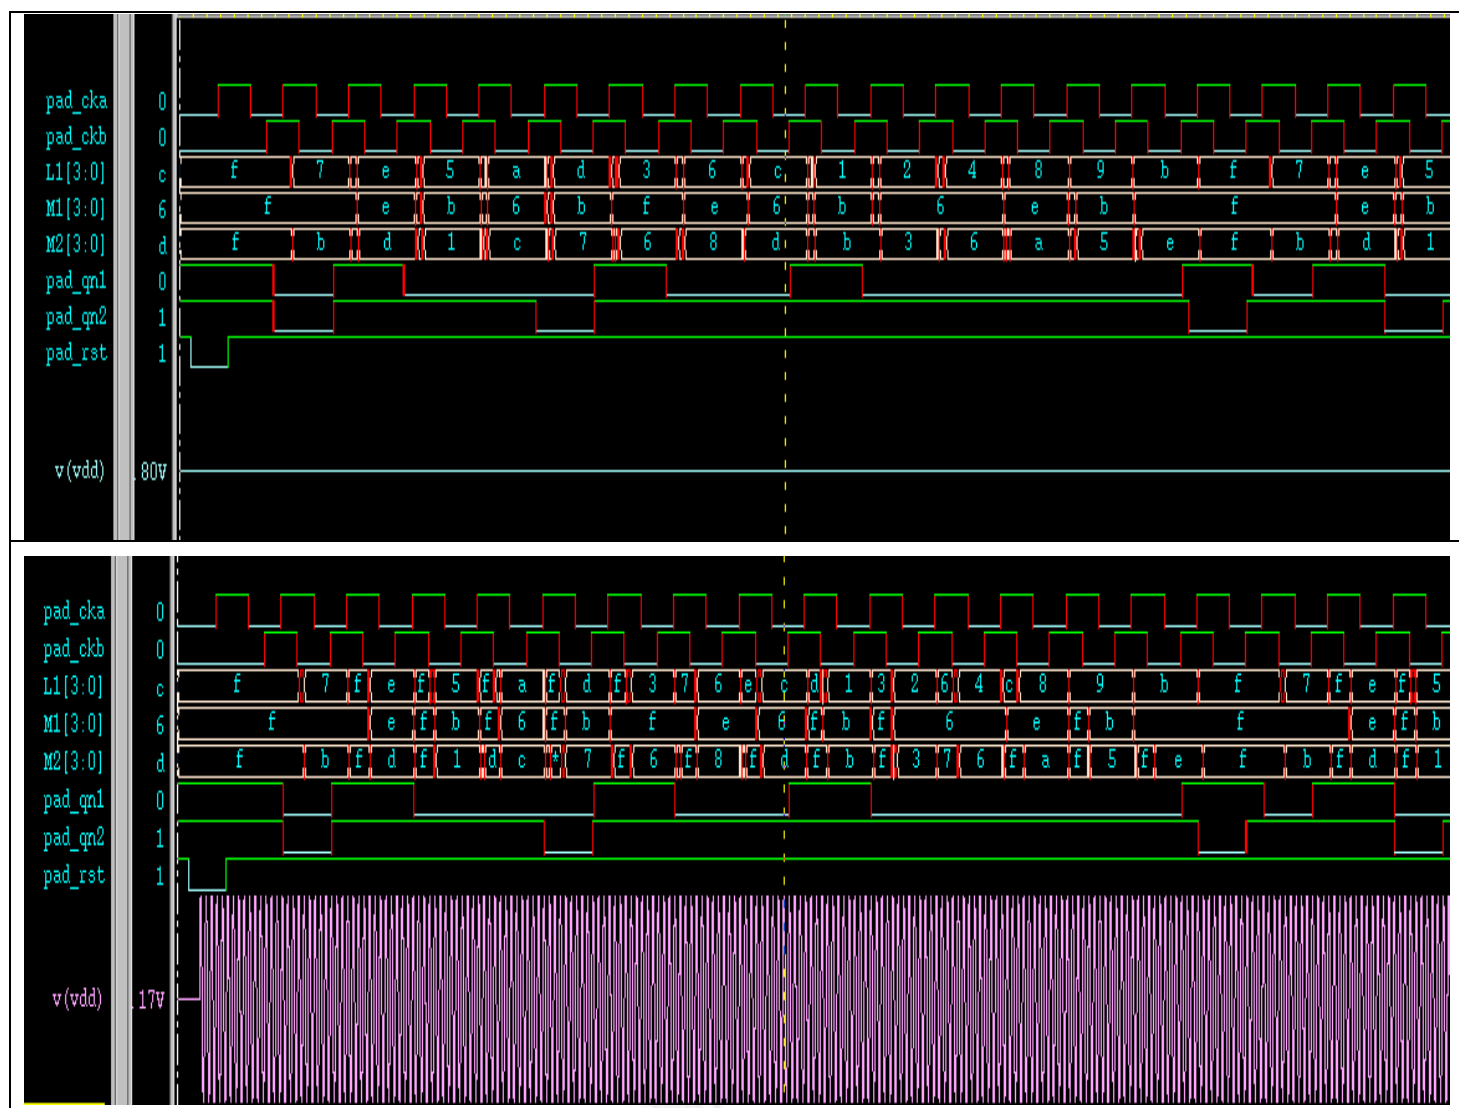 pad_cka 0
pad_ckb 0
L1[3:0] c f 7 e 5 a d 3 6 c 1 2 4 8 9 b f 7 e 5
M1[3:0] 6 f e b 6 b f e 6 b 6 e b f e b
M2[3:0] d f b d 1 c 7 6 8 d b 3 6 a 5 e f b d 1
pad_qn1 0
pad_qn2 1
pad_rst 1
v(vdd) .80V
pad_cka 0
pad_ckb 0
L1[3:0] c f 7 f e f 5 f a f d f 3 7 6 e c d 1 3 2 6 4 c 8 9 b f 7 f e f 5
M1[3:0] 6 f e f b f 6 f b f e 6 f b f 6 e f b f e f b
M2[3:0] d f b f d f 1 d c * 7 f 6 f 8 f d f b f 3 7 6 f a f 5 f e f b f d f 1
pad_qn1 0
pad_qn2 1
pad_rst 1
v(vdd) .17V